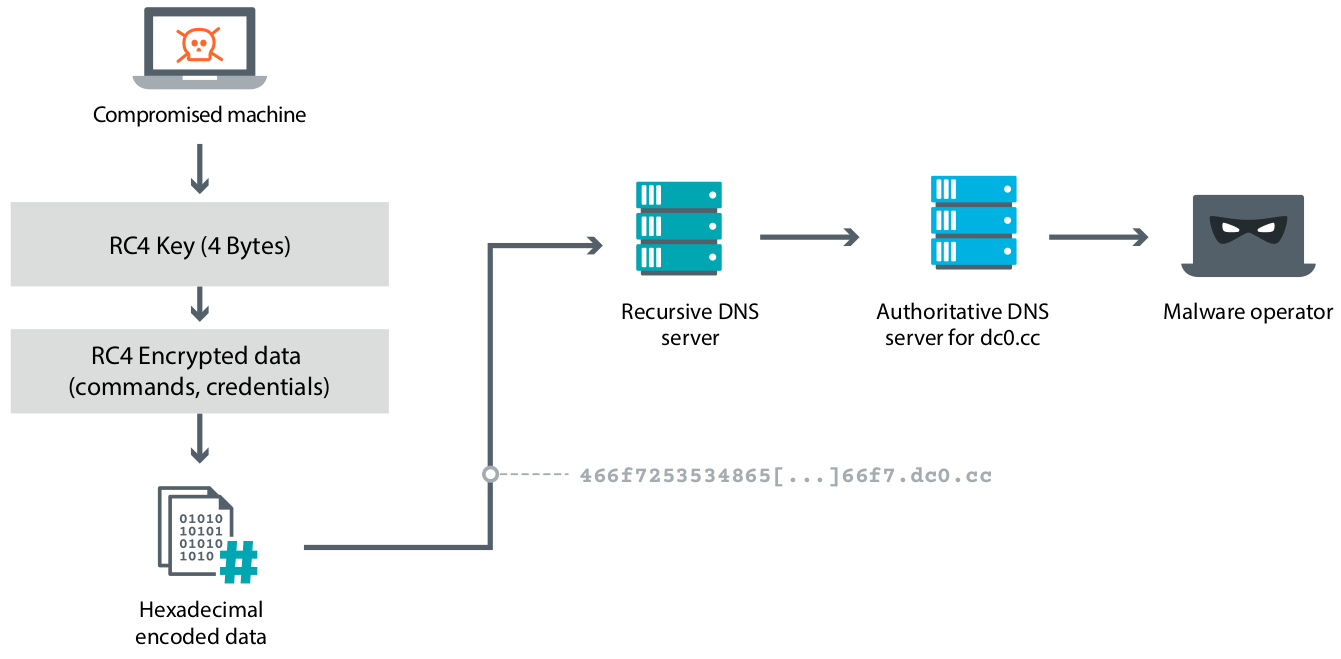 Compromised machine
RC4 Key (4 Bytes)
RC4 Encrypted data
(commands, credentials)
01010
10101
01010
1010
#
Hexadecimal
encoded data
466f7253534865[...]66f7.dc0.cc
Recursive DNS
server
Authoritative DNS
server for dc0.cc
Malware operator